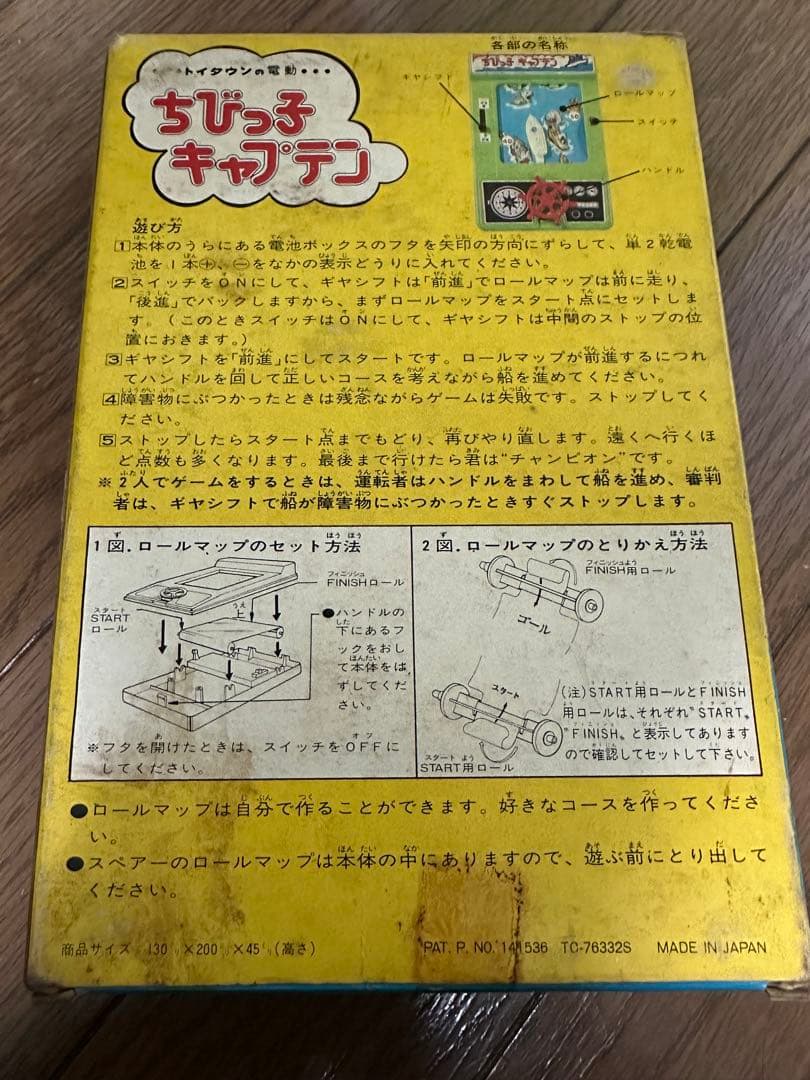 トイタウンの電動・・・
ちびっ子
キャプテン
各部の名称
ちびっ子 キャプテン
ギヤシフト
ロールマップ
スイッチ
ハンドル
遊び方
1本体のうらにある電池ボックスのフタを矢印の方向にずらして、単2乾電
池を1本⊕、⊖をなかの表示どうりに入れてください。
2スイッチをONにして、ギヤシフトは「前進」でロールマップは前に走り、
「後進」でバックしますから、まずロールマップをスタート点にセットしま
す。(このときスイッチはONにして、ギヤシフトは中間のストップの位
置におきます。)
3ギヤシフトを「前進」にしてスタートです。ロールマップが前進するにつれ
てハンドルを回して正しいコースを考えながら船を進めてください。
4障害物にぶつかったときは残念ながらゲームは失敗です。ストップしてく
ださい。
5ストップしたらスタート点までもどり、再びやり直します。遠くへ行くほ
ど点数も多くなります。最後まで行けたら君は"チャンピオン"です。
※2人でゲームをするときは、運転者はハンドルをまわして船を進め、審判
者は、ギヤシフトで船が障害物にぶつかったときすぐストップします。
1図.ロールマップのセット方法
フィニッシュ
FINISHロール
スタート
START
ロール
上
●ハンドルの
下にあるフ
ックをおし
て本体をは
ずしてくだ
さい。
※フタを開けたときは、スイッチをOFFに
してください。
2図.ロールマップのとりかえ方法
フィニッシュよう
FINISH用ロール
ゴール
スタート
スタート よう
START用ロール
(注)START用ロールとFINISH
用ロールは、それぞれ"START"
"FINISH"と表示してあります
ので確認してセットして下さい。
●ロールマップは自分で作ることができます。好きなコースを作ってくださ
い。
●スペアーのロールマップは本体の中にありますので、遊ぶ前にとり出して
ください。
商品サイズ 130㎜×200㎜×45㎜(高さ)
PAT. P. NO. 141536 TC-76332S MADE IN JAPAN